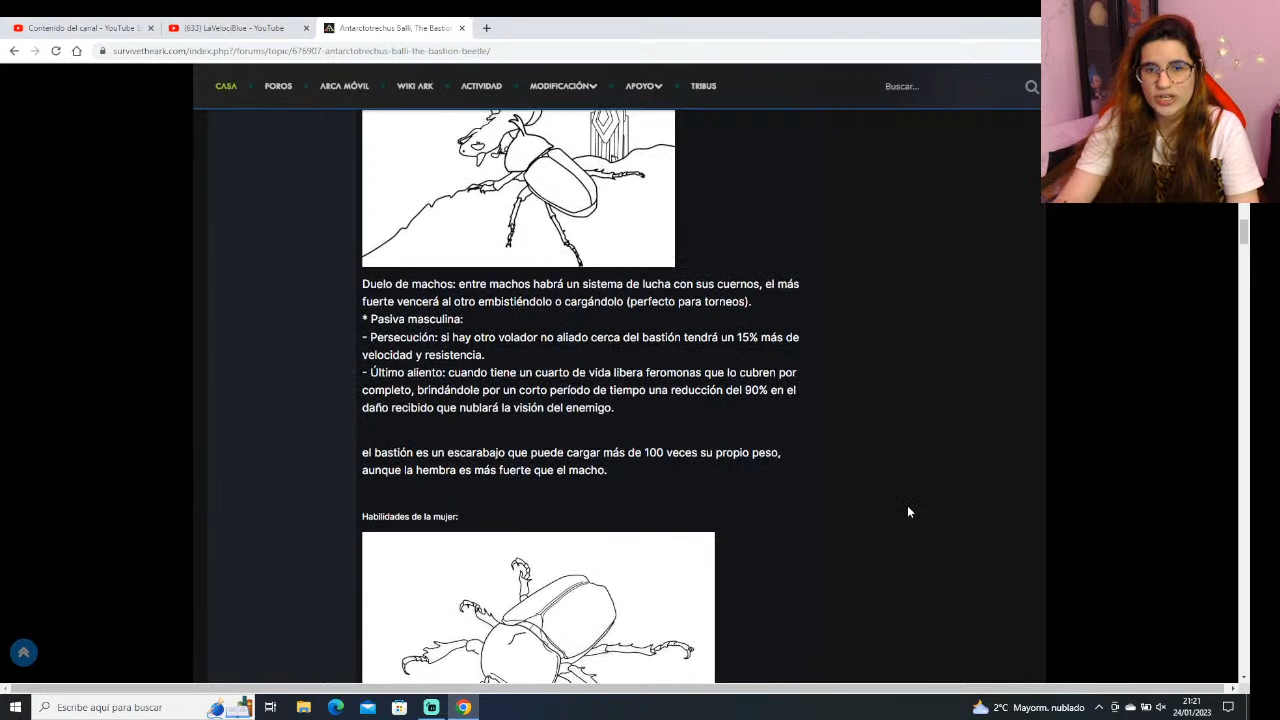 Contenido del canal - YouTube S
(633) LaVelociBlue - YouTube
Antarctotrechus Balli, The Bastion
survivetheark.com/index.php?/forums/topic/676907-antarctotrechus-balli-the-bastion-beetle/
CASA FOROS ARCA MÓVIL WIKI ARK ACTIVIDAD MODIFICACIÓN APOYO TRIBUS Buscar...
Duelo de machos: entre machos habrá un sistema de lucha con sus cuernos, el más
fuerte vencerá al otro embistiéndolo o cargándolo (perfecto para torneos).
* Pasiva masculina:
- Persecución: si hay otro volador no aliado cerca del bastión tendrá un 15% más de
velocidad y resistencia.
- Último aliento: cuando tiene un cuarto de vida libera feromonas que lo cubren por
completo, brindándole por un corto período de tiempo una reducción del 90% en el
daño recibido que nublará la visión del enemigo.
el bastión es un escarabajo que puede cargar más de 100 veces su propio peso,
aunque la hembra es más fuerte que el macho.
Habilidades de la mujer:
Escribe aquí para buscar
2°C Mayorm. nublado
21:21
24/01/2023